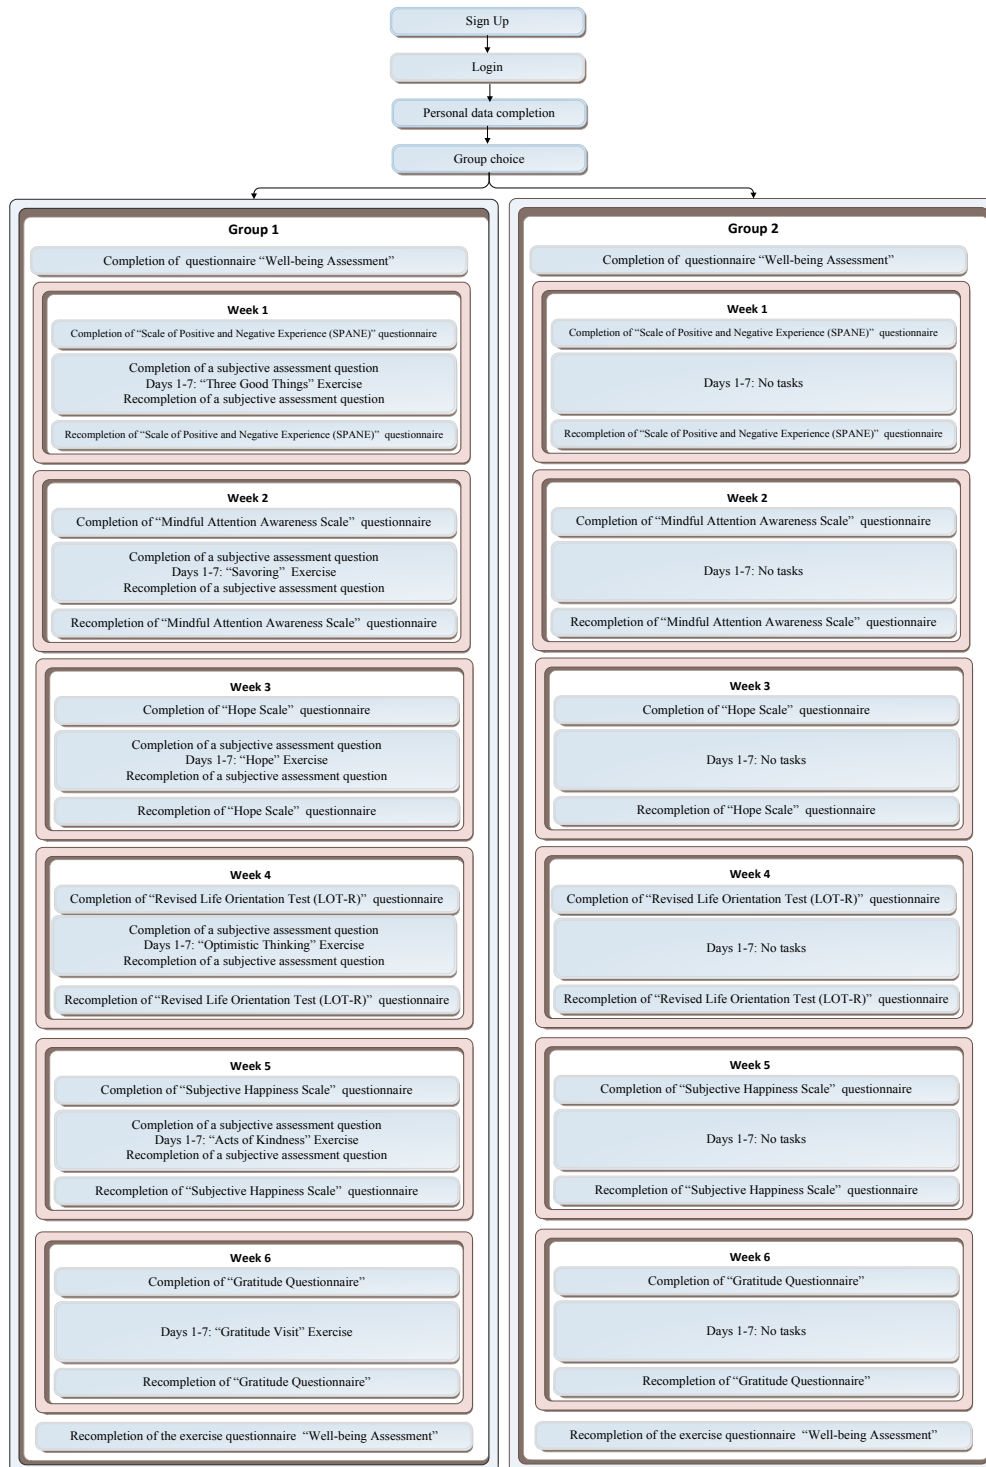 Sign Up
Login
Personal data completion
Group choice
Group 1
Completion of questionnaire “Well-being Assessment”
Week 1
Completion of “Scale of Positive and Negative Experience (SPANE)” questionnaire
Completion of a subjective assessment question
Days 1-7: “Three Good Things” Exercise
Recompletion of a subjective assessment question
Recompletion of “Scale of Positive and Negative Experience (SPANE)” questionnaire
Week 2
Completion of “Mindful Attention Awareness Scale” questionnaire
Completion of a subjective assessment question
Days 1-7: “Savoring” Exercise
Recompletion of a subjective assessment question
Recompletion of “Mindful Attention Awareness Scale” questionnaire
Week 3
Completion of “Hope Scale” questionnaire
Completion of a subjective assessment question
Days 1-7: “Hope” Exercise
Recompletion of a subjective assessment question
Recompletion of “Hope Scale” questionnaire
Week 4
Completion of “Revised Life Orientation Test (LOT-R)” questionnaire
Completion of a subjective assessment question
Days 1-7: “Optimistic Thinking” Exercise
Recompletion of a subjective assessment question
Recompletion of “Revised Life Orientation Test (LOT-R)” questionnaire
Week 5
Completion of “Subjective Happiness Scale” questionnaire
Completion of a subjective assessment question
Days 1-7: “Acts of Kindness” Exercise
Recompletion of a subjective assessment question
Recompletion of “Subjective Happiness Scale” questionnaire
Week 6
Completion of “Gratitude Questionnaire”
Days 1-7: “Gratitude Visit” Exercise
Recompletion of “Gratitude Questionnaire”
Recompletion of the exercise questionnaire “Well-being Assessment”
Group 2
Completion of questionnaire “Well-being Assessment”
Week 1
Completion of “Scale of Positive and Negative Experience (SPANE)” questionnaire
Days 1-7: No tasks
Recompletion of “Scale of Positive and Negative Experience (SPANE)” questionnaire
Week 2
Completion of “Mindful Attention Awareness Scale” questionnaire
Days 1-7: No tasks
Recompletion of “Mindful Attention Awareness Scale” questionnaire
Week 3
Completion of “Hope Scale” questionnaire
Days 1-7: No tasks
Recompletion of “Hope Scale” questionnaire
Week 4
Completion of “Revised Life Orientation Test (LOT-R)” questionnaire
Days 1-7: No tasks
Recompletion of “Revised Life Orientation Test (LOT-R)” questionnaire
Week 5
Completion of “Subjective Happiness Scale” questionnaire
Days 1-7: No tasks
Recompletion of “Subjective Happiness Scale” questionnaire
Week 6
Completion of “Gratitude Questionnaire”
Days 1-7: No tasks
Recompletion of “Gratitude Questionnaire”
Recompletion of the exercise questionnaire “Well-being Assessment”